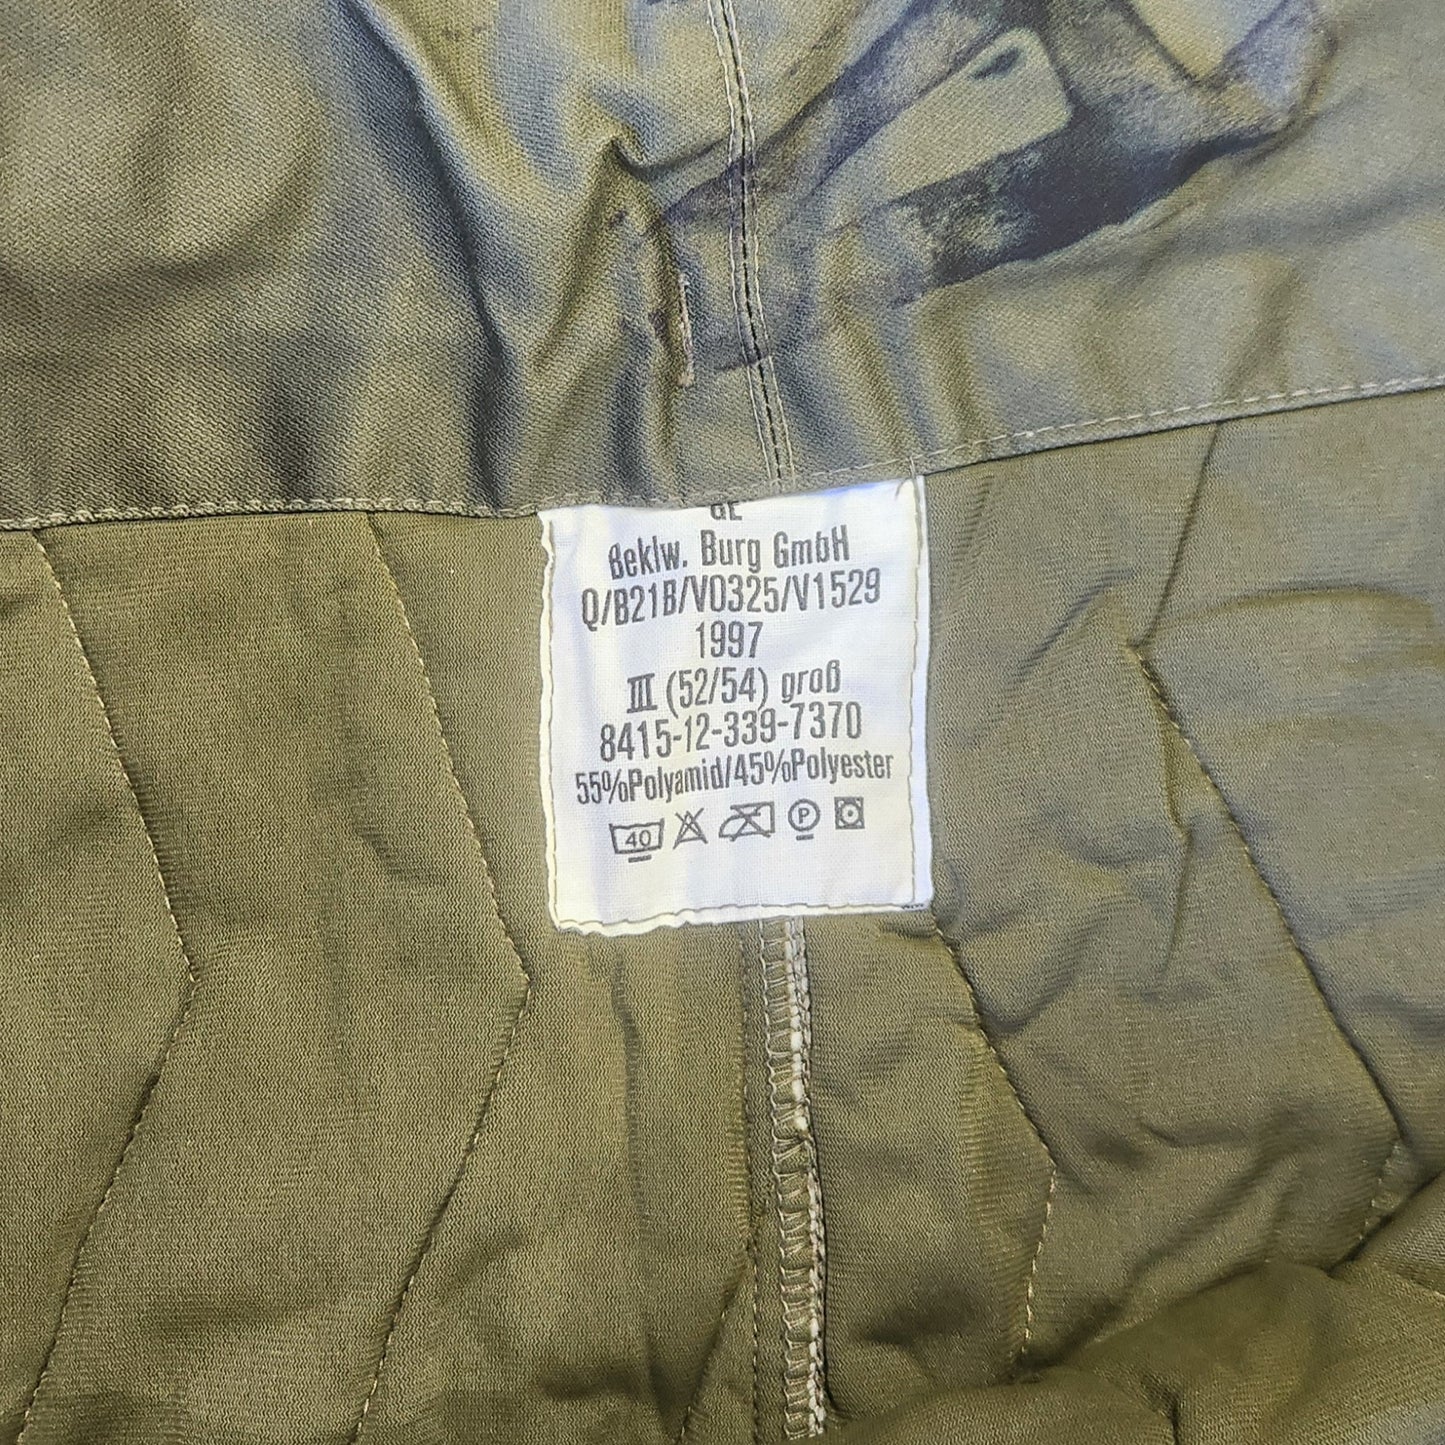 GE
Beklw. Burg GmbH
Q/B21B/V0325/V1529
1997
III (52/54) groß
8415-12-339-7370
55%Polyamid/45%Polyester
40 P